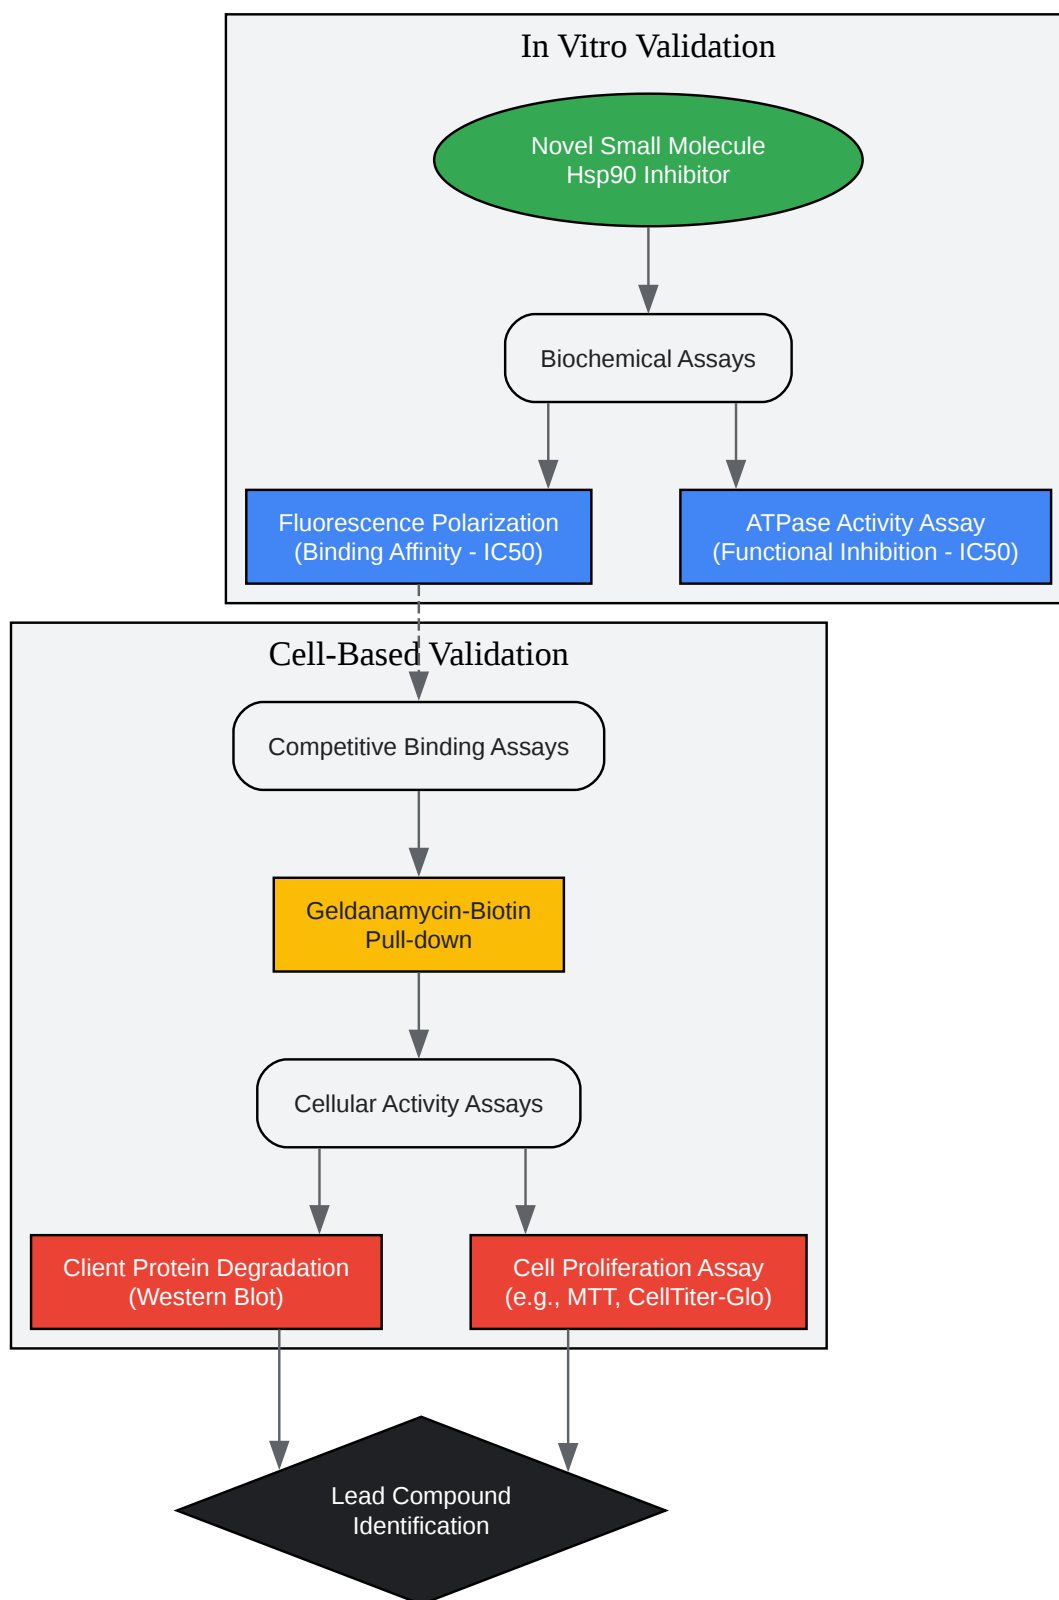 In Vitro Validation
Novel Small Molecule
Hsp90 Inhibitor
Biochemical Assays
Fluorescence Polarization
(Binding Affinity - IC50)
ATPase Activity Assay
(Functional Inhibition - IC50)
Cell-Based Validation
Competitive Binding Assays
Geldanamycin-Biotin
Pull-down
Cellular Activity Assays
Client Protein Degradation
(Western Blot)
Cell Proliferation Assay
(e.g., MTT, CellTiter-Glo)
Lead Compound
Identification